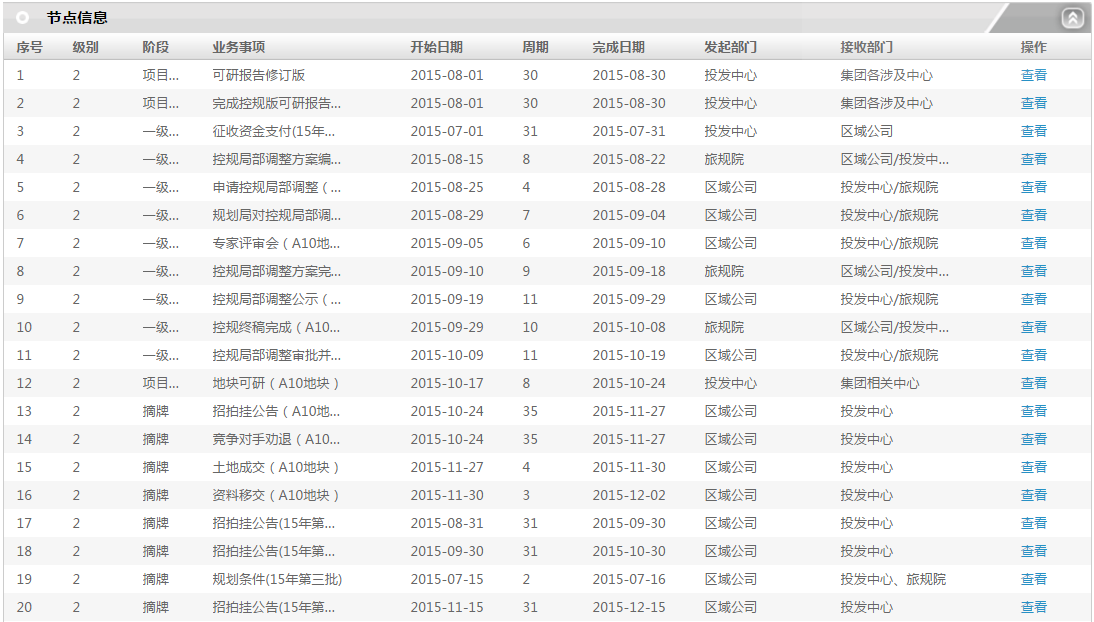 节点信息
序号 级别 阶段 业务事项 开始日期 周期 完成日期 发起部门 接收部门 操作
1 2 项目... 可研报告修订版 2015-08-01 30 2015-08-30 投发中心 集团各涉及中心 查看
2 2 项目... 完成控规版可研报告... 2015-08-01 30 2015-08-30 投发中心 集团各涉及中心 查看
3 2 一级... 征收资金支付(15年... 2015-07-01 31 2015-07-31 投发中心 区域公司 查看
4 2 一级... 控规局部调整方案编... 2015-08-15 8 2015-08-22 旅规院 区域公司/投发中... 查看
5 2 一级... 申请控规局部调整（... 2015-08-25 4 2015-08-28 区域公司 投发中心/旅规院 查看
6 2 一级... 规划局对控规局部调... 2015-08-29 7 2015-09-04 区域公司 投发中心/旅规院 查看
7 2 一级... 专家评审会（A10地... 2015-09-05 6 2015-09-10 区域公司 投发中心/旅规院 查看
8 2 一级... 控规局部调整方案完... 2015-09-10 9 2015-09-18 旅规院 区域公司/投发中... 查看
9 2 一级... 控规局部调整公示（... 2015-09-19 11 2015-09-29 区域公司 投发中心/旅规院 查看
10 2 一级... 控规终稿完成（A10... 2015-09-29 10 2015-10-08 旅规院 区域公司/投发中... 查看
11 2 一级... 控规局部调整审批并... 2015-10-09 11 2015-10-19 区域公司 投发中心/旅规院 查看
12 2 项目... 地块可研（A10地块） 2015-10-17 8 2015-10-24 投发中心 集团相关中心 查看
13 2 摘牌 招拍挂公告（A10地... 2015-10-24 35 2015-11-27 区域公司 投发中心 查看
14 2 摘牌 竞争对手劝退（A10... 2015-10-24 35 2015-11-27 区域公司 投发中心 查看
15 2 摘牌 土地成交（A10地块） 2015-11-27 4 2015-11-30 区域公司 投发中心 查看
16 2 摘牌 资料移交（A10地块） 2015-11-30 3 2015-12-02 区域公司 投发中心 查看
17 2 摘牌 招拍挂公告(15年第... 2015-08-31 31 2015-09-30 区域公司 投发中心 查看
18 2 摘牌 招拍挂公告(15年第... 2015-09-30 31 2015-10-30 区域公司 投发中心 查看
19 2 摘牌 规划条件(15年第三批) 2015-07-15 2 2015-07-16 区域公司 投发中心、旅规院 查看
20 2 摘牌 招拍挂公告(15年第... 2015-11-15 31 2015-12-15 区域公司 投发中心 查看